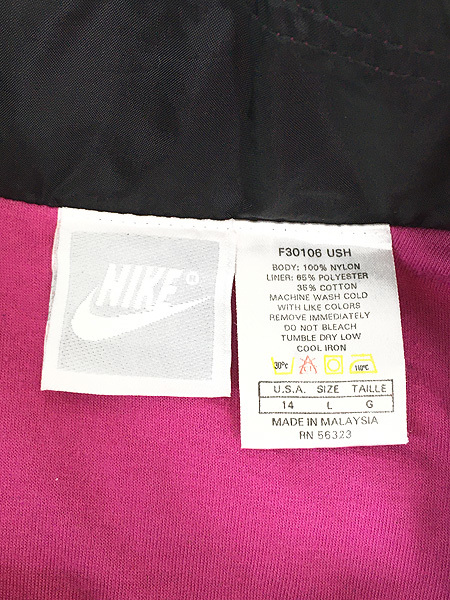 NIKE®
F30106 USH
BODY: 100% NYLON
LINER: 65% POLYESTER
35% COTTON
MACHINE WASH COLD
WITH LIKE COLORS
REMOVE IMMEDIATELY
DO NOT BLEACH
TUMBLE DRY LOW
COOL IRON
30°C 110°C
U.S.A. SIZE TAILLE
14 L G
MADE IN MALAYSIA
RN 56323